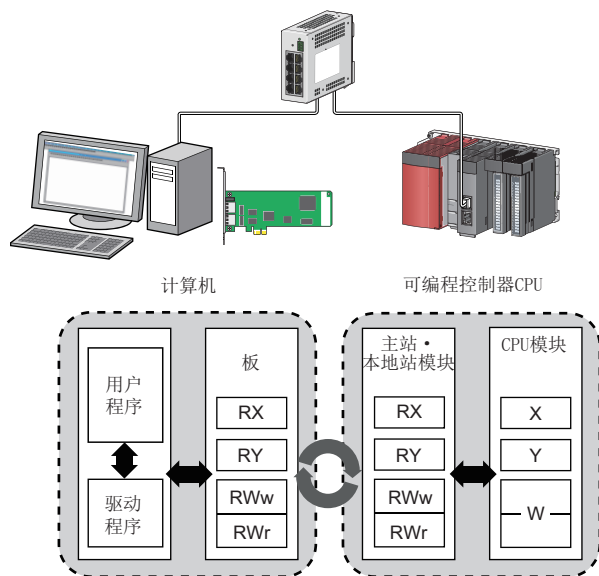 计算机
可编程控制器CPU
用户
程序
驱动
程序
板
RX
RY
RWw
RWr
主站・
本地站模块
RX
RY
RWw
RWr
CPU模块
X
Y
W